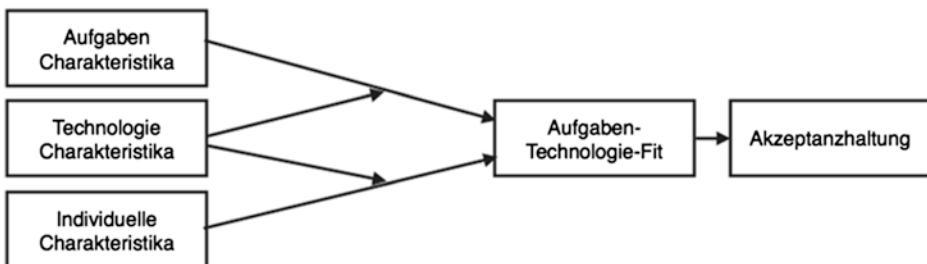 Aufgaben
Charakteristika
Technologie
Charakteristika
Individuelle
Charakteristika
Aufgaben-
Technologie-Fit
Akzeptanzhaltung